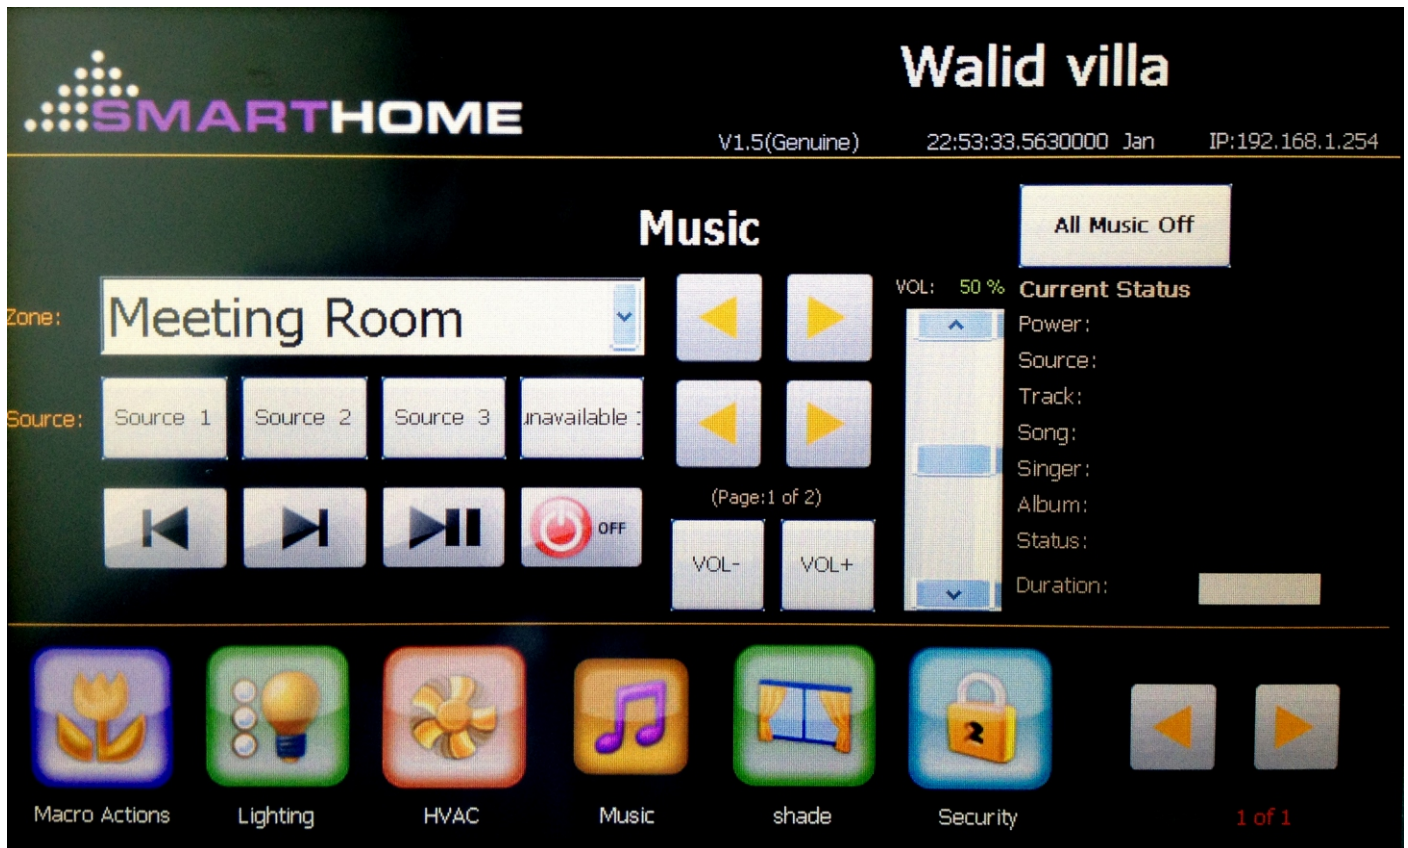 SMARTHOME
Walid villa
V1.5(Genuine) 22:53:33.5630000 Jan IP:192.168.1.254
Music
All Music Off
Zone: Meeting Room
VOL: 50 %
Current Status
Power:
Source:
Track:
Song:
Singer:
Album:
Status:
Duration:
Source: Source 1 Source 2 Source 3 unavailable
OFF
(Page:1 of 2)
VOL- VOL+
2
Macro Actions Lighting HVAC Music shade Security 1 of 1